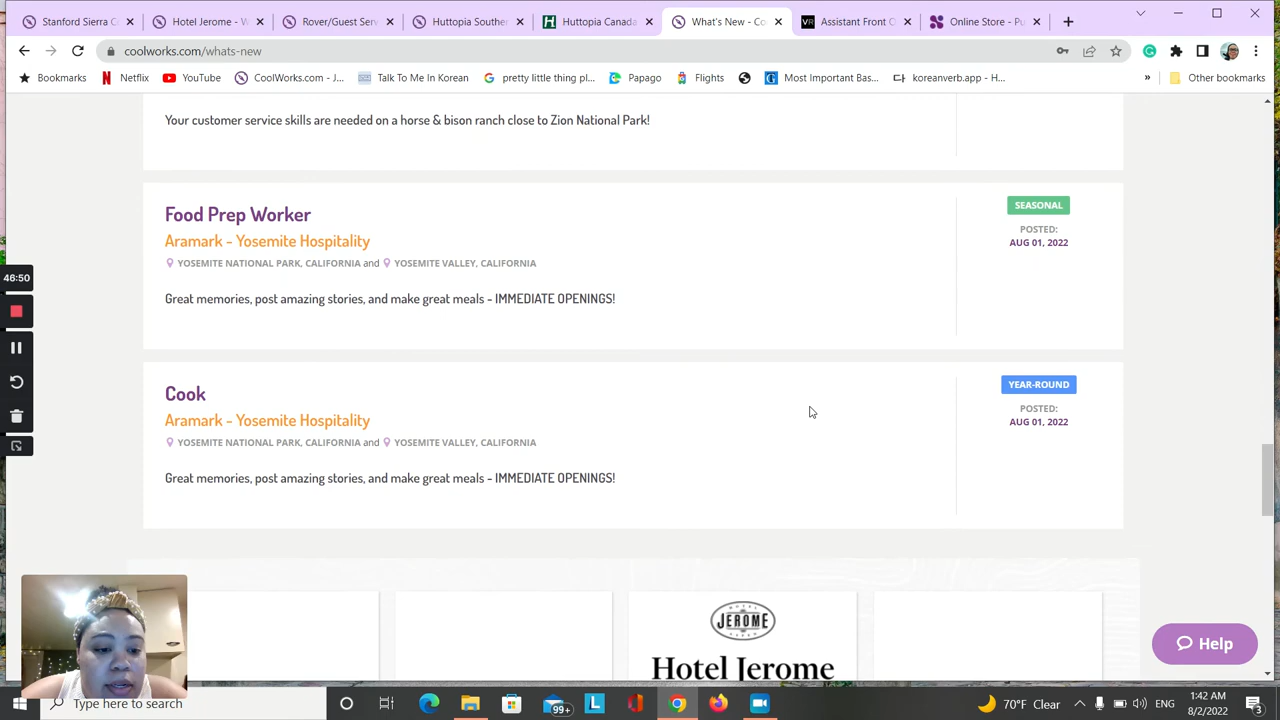 Stanford Sierra C
Hotel Jerome - W
Rover/Guest Serv
Huttopia Souther
Huttopia Canada
What's New - Co
Assistant Front O
Online Store - Pu
coolworks.com/whats-new
Bookmarks
Netflix
YouTube
CoolWorks.com - J...
Talk To Me In Korean
pretty little thing pl...
Papago
Flights
Most Important Bas...
koreanverb.app - H...
»
Other bookmarks
Your customer service skills are needed on a horse & bison ranch close to Zion National Park!
Food Prep Worker
Aramark - Yosemite Hospitality
YOSEMITE NATIONAL PARK, CALIFORNIA and YOSEMITE VALLEY, CALIFORNIA
Great memories, post amazing stories, and make great meals - IMMEDIATE OPENINGS!
SEASONAL
POSTED:
AUG 01, 2022
46:50
Cook
Aramark - Yosemite Hospitality
YOSEMITE NATIONAL PARK, CALIFORNIA and YOSEMITE VALLEY, CALIFORNIA
Great memories, post amazing stories, and make great meals - IMMEDIATE OPENINGS!
YEAR-ROUND
POSTED:
AUG 01, 2022
HOTEL
JEROME
ASPEN
Hotel Jerome
Help
Type here to search
99+
70°F Clear
1:42 AM
8/2/2022
3